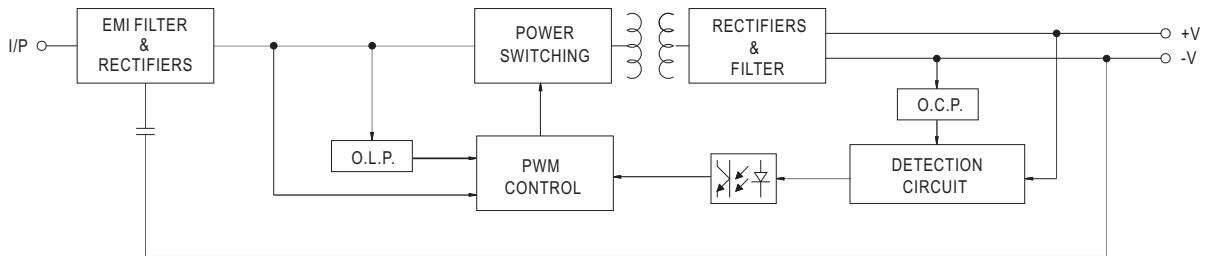 I/P
EMI FILTER
&
RECTIFIERS
POWER
SWITCHING
RECTIFIERS
&
FILTER
+V
-V
O.C.P.
O.L.P.
PWM
CONTROL
DETECTION
CIRCUIT